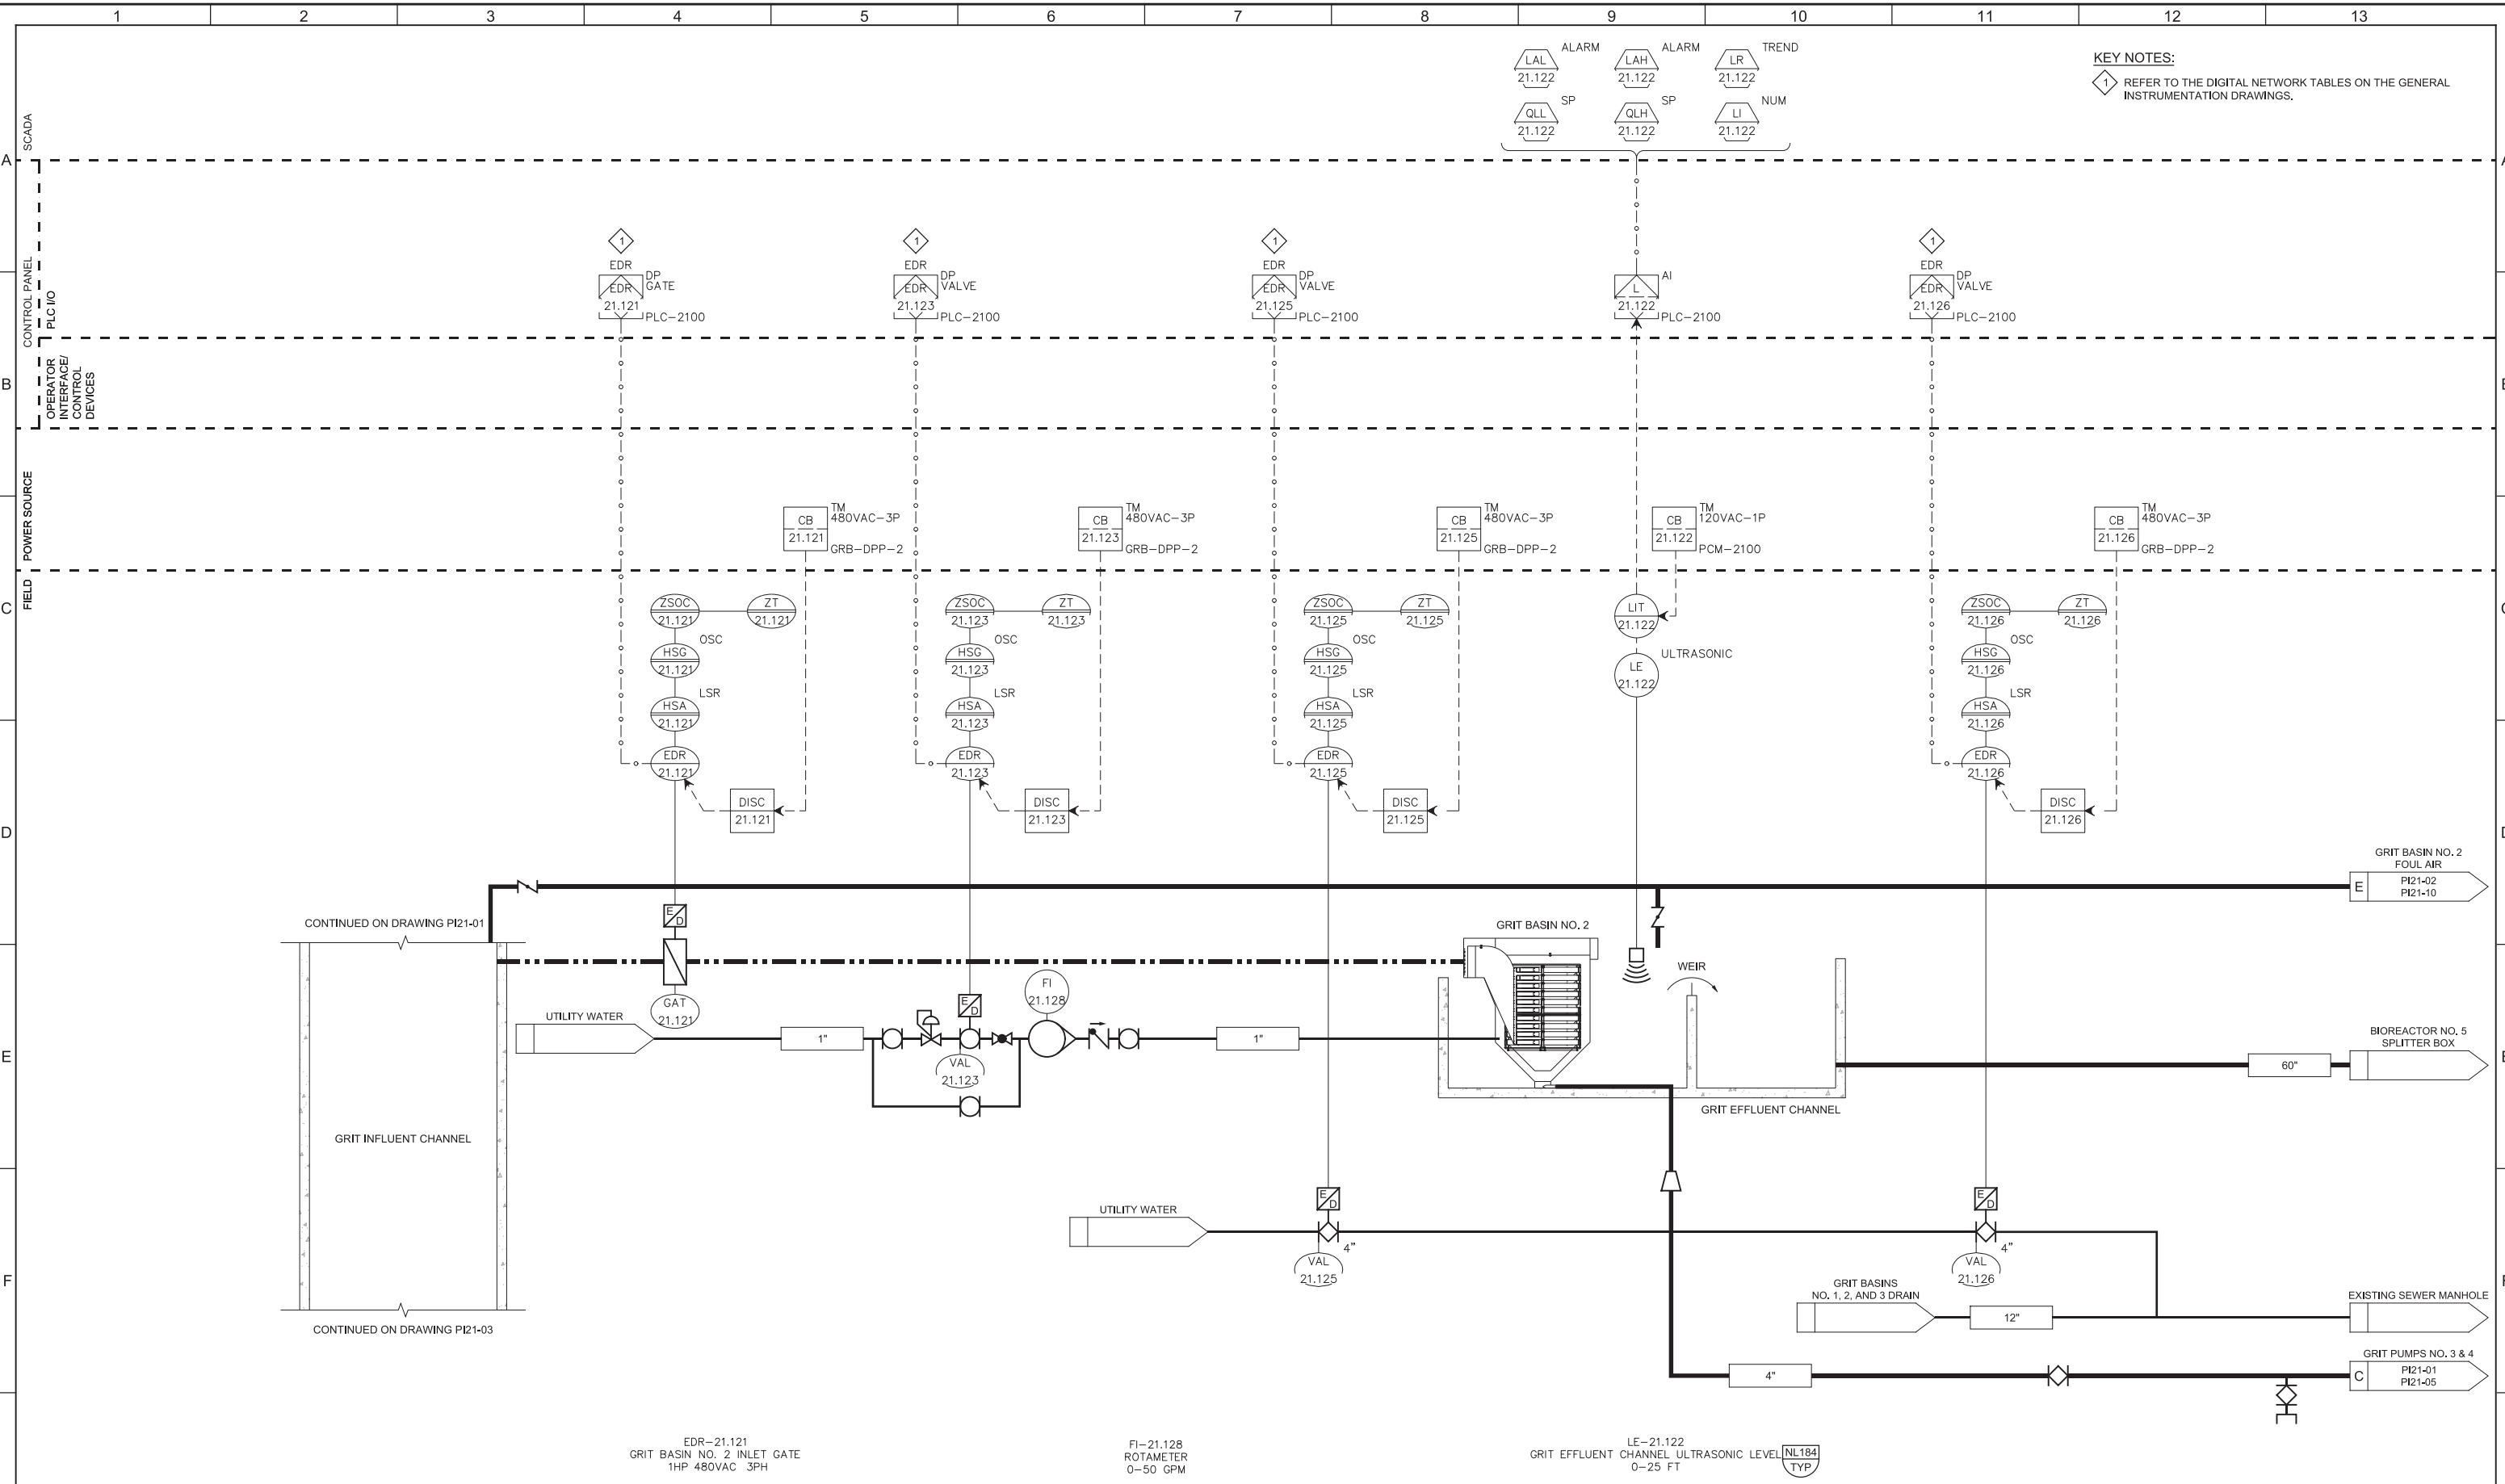 1 2 3 4 5 6 7 8 9 10 11 12 13
ALARM ALARM TREND
LAL LAH LR
21.122 21.122 21.122
SP SP NUM
QLL QLH LI
21.122 21.122 21.122
KEY NOTES:
1 REFER TO THE DIGITAL NETWORK TABLES ON THE GENERAL
INSTRUMENTATION DRAWINGS.
SCADA
A
CONTROL PANEL
PLC I/O
1 1 1 1
EDR EDR EDR EDR
DP DP DP AI DP
GATE VALVE VALVE VALVE
EDR EDR EDR L EDR
21.121 21.123 21.125 21.122 21.126
PLC-2100 PLC-2100 PLC-2100 PLC-2100 PLC-2100
B
OPERATOR
INTERFACE/
CONTROL
DEVICES
POWER SOURCE
TM TM TM TM TM
CB 480VAC-3P CB 480VAC-3P CB 480VAC-3P CB 120VAC-1P CB 480VAC-3P
21.121 21.123 21.125 21.122 21.126
GRB-DPP-2 GRB-DPP-2 GRB-DPP-2 PCM-2100 GRB-DPP-2
FIELD
C
ZSOC ZT ZSOC ZT ZSOC ZT LIT ZSOC ZT
21.121 21.121 21.123 21.123 21.125 21.125 21.122 21.126 21.126
OSC OSC OSC ULTRASONIC OSC
HSG HSG HSG LE HSG
21.121 21.123 21.125 21.122 21.126
LSR LSR LSR LSR
HSA HSA HSA HSA
21.121 21.123 21.125 21.126
EDR EDR EDR EDR
21.121 21.123 21.125 21.126
DISC DISC DISC DISC
21.121 21.123 21.125 21.126
D
GRIT BASIN NO. 2
FOUL AIR
E PI21-02
PI21-10
CONTINUED ON DRAWING PI21-01
E D
GRIT BASIN NO. 2
WEIR
GAT
21.121
E D
FI
21.128
UTILITY WATER
1"
1"
VAL
21.123
E
BIOREACTOR NO. 5
SPLITTER BOX
60"
GRIT EFFLUENT CHANNEL
GRIT INFLUENT CHANNEL
E D
E D
UTILITY WATER
4"
4"
VAL
21.125
VAL
21.126
F
GRIT BASINS
NO. 1, 2, AND 3 DRAIN
12"
EXISTING SEWER MANHOLE
CONTINUED ON DRAWING PI21-03
GRIT PUMPS NO. 3 & 4
4"
C PI21-01
PI21-05
EDR-21.121
GRIT BASIN NO. 2 INLET GATE
1HP 480VAC 3PH
FI-21.128
ROTAMETER
0-50 GPM
LE-21.122
GRIT EFFLUENT CHANNEL ULTRASONIC LEVEL
0-25 FT
NL184
TYP